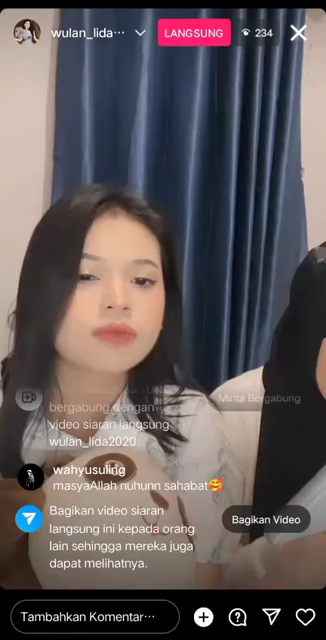 wulan_lida···
LANGSUNG
234
bergabung dengan
video siaran langsung
wulan_lida2020.
Minta Bergabung
wahyusuling
masyaAllah nuhunn sahabat🥰
Bagikan video siaran
langsung ini kepada orang
lain sehingga mereka juga
dapat melihatnya.
Bagikan Video
Tambahkan Komentar···